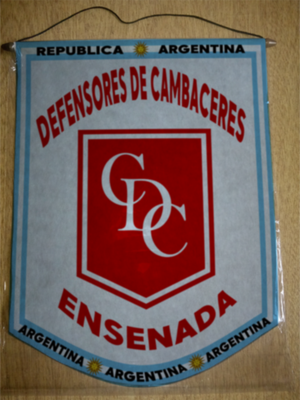 REPUBLICA ARGENTINA
DEFENSORES DE CAMBACERES
CDC
ENSENADA
ARGENTINA ARGENTINA ARGENTINA